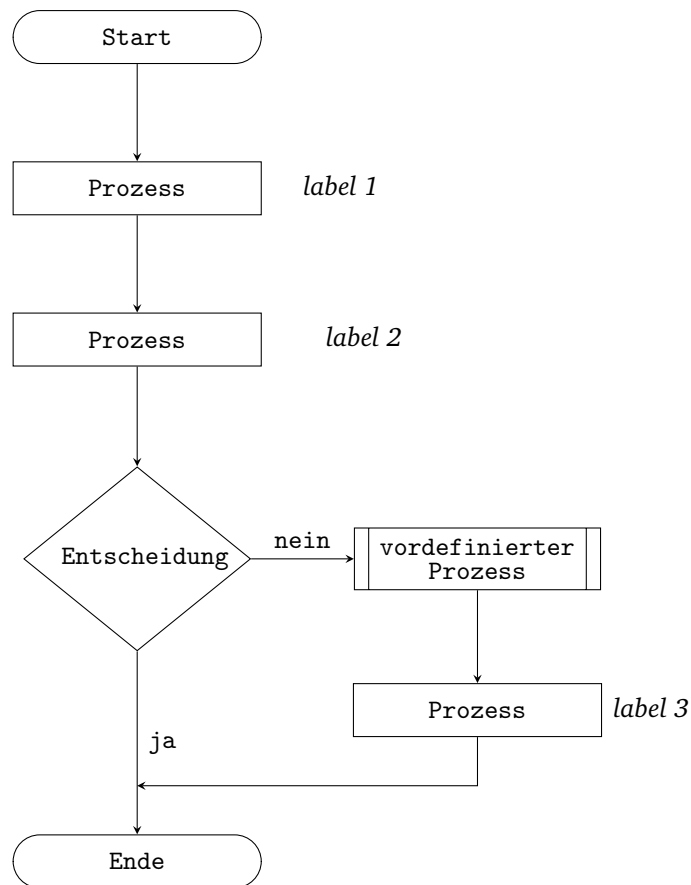 Start
Prozess
label 1
Prozess
label 2
Entscheidung
nein
vordefinierter
Prozess
Prozess
label 3
ja
Ende